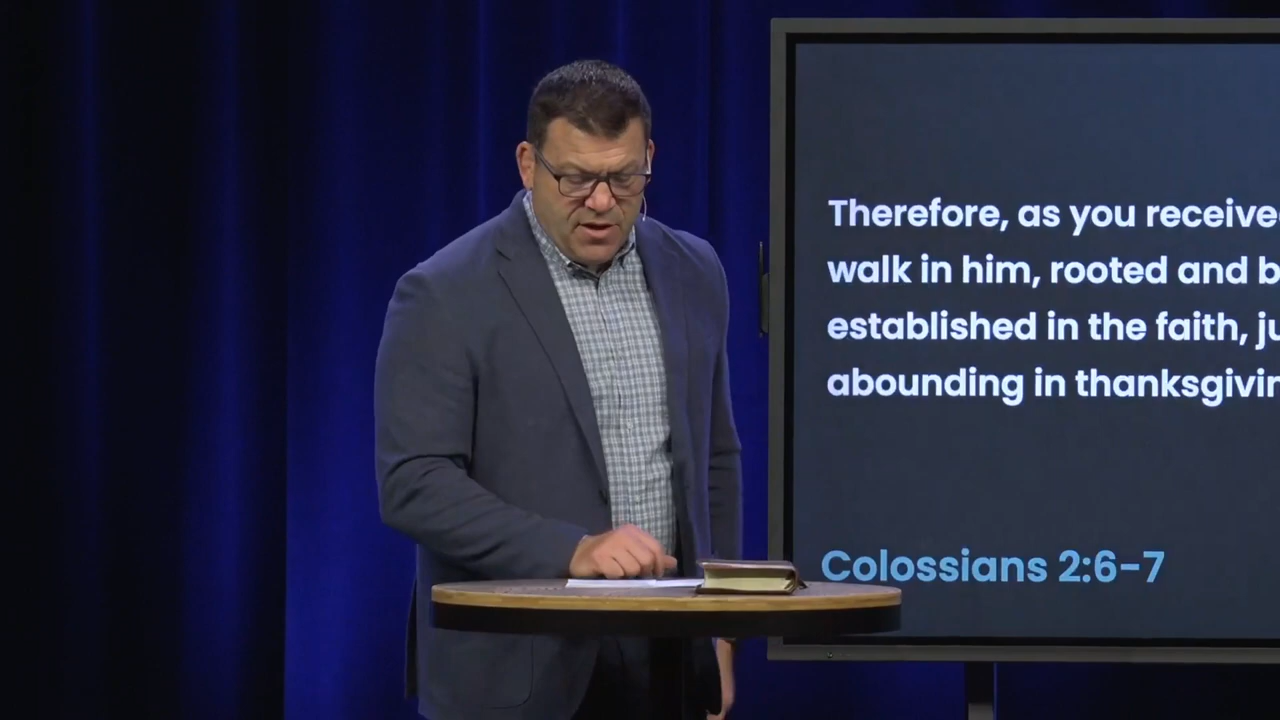 Therefore, as you receive
walk in him, rooted and b
established in the faith, ju
abounding in thanksgivin
Colossians 2:6-7